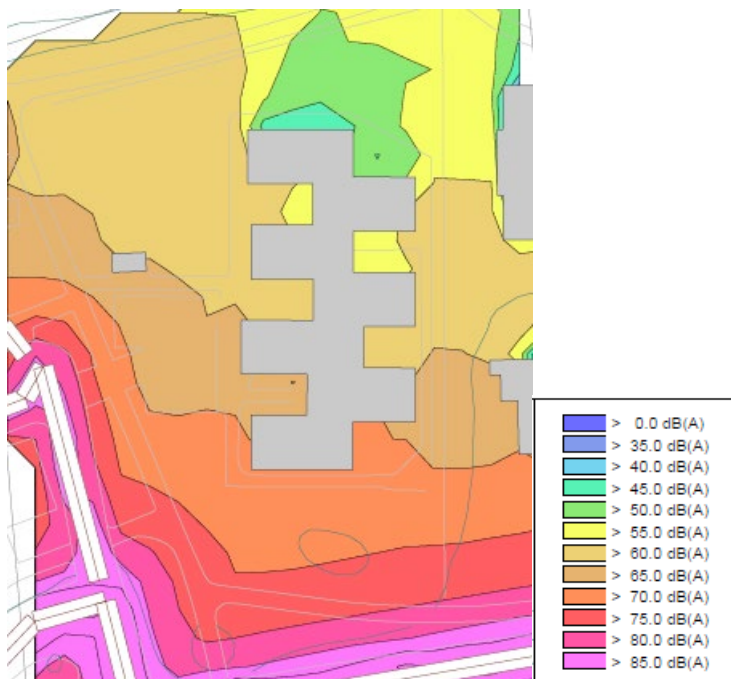 > 0.0 dB(A)
> 35.0 dB(A)
> 40.0 dB(A)
> 45.0 dB(A)
> 50.0 dB(A)
> 55.0 dB(A)
> 60.0 dB(A)
> 65.0 dB(A)
> 70.0 dB(A)
> 75.0 dB(A)
> 80.0 dB(A)
> 85.0 dB(A)